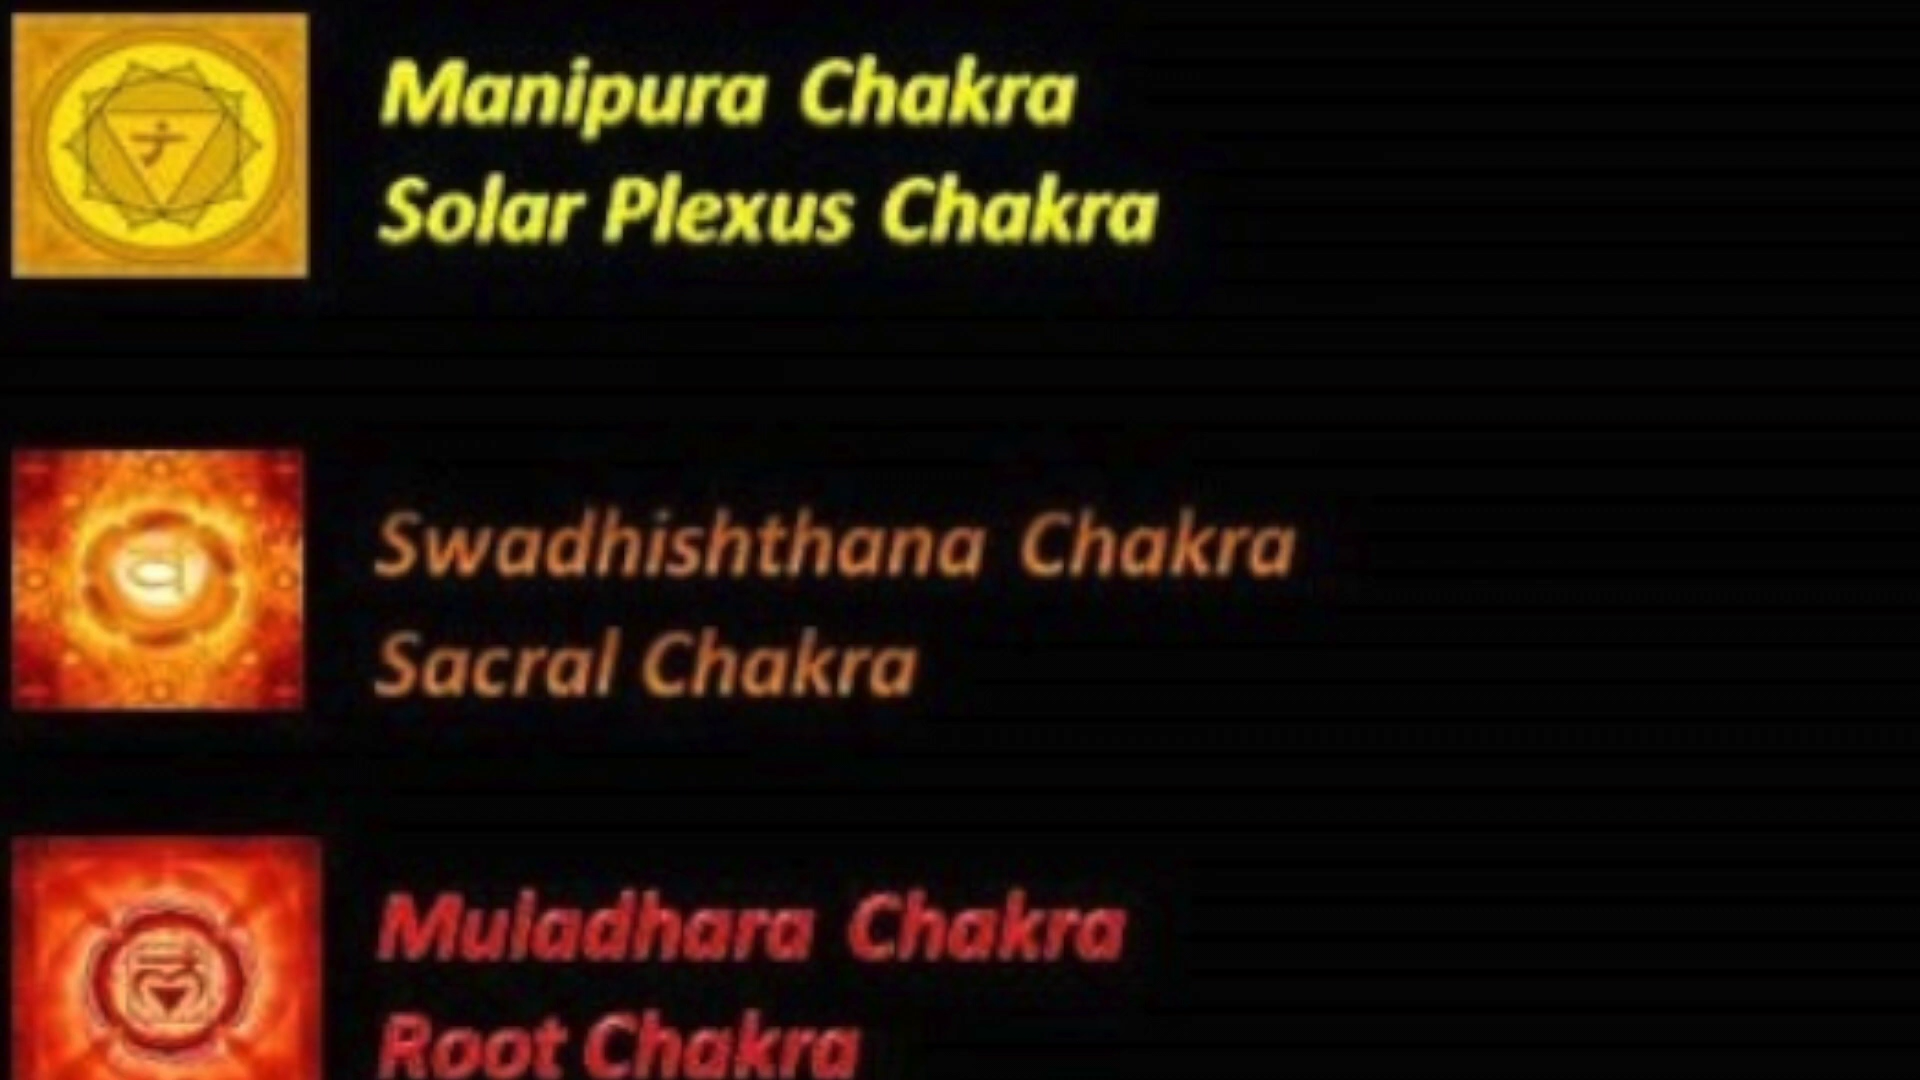 Manipura Chakra
Solar Plexus Chakra
Swadhishthana Chakra
Sacral Chakra
Muladhara Chakra
Root Chakra